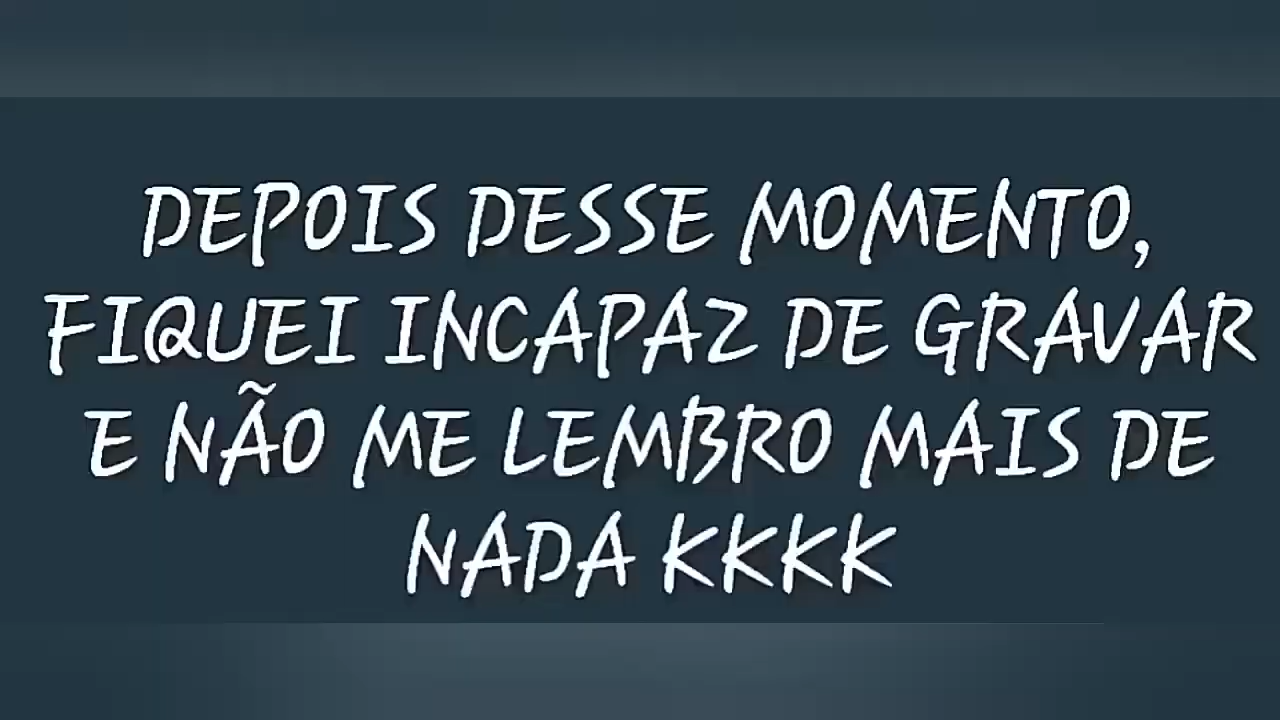 DEPOIS DESSE MOMENTO,
FIQUEI INCAPAZ DE GRAVAR
E NÃO ME LEMBRO MAIS DE
NADA KKKK